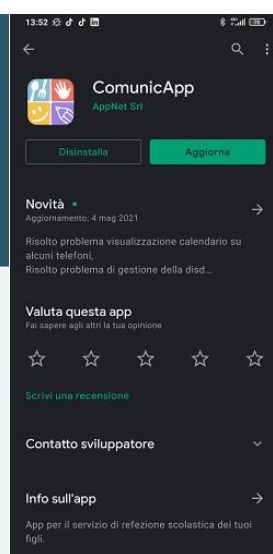 13:52
ComunicApp
AppNet Srl
Disinstalla
Aggiorna
Novità
Aggiornamento: 4 mag 2021
Risolto problema visualizzazione calendario su
alcuni telefoni,
Risolto problema di gestione della disd...
Valuta questa app
Fai sapere agli altri la tua opinione
Scrivi una recensione
Contatto sviluppatore
Info sull'app
App per il servizio di refezione scolastica dei tuoi
figli.